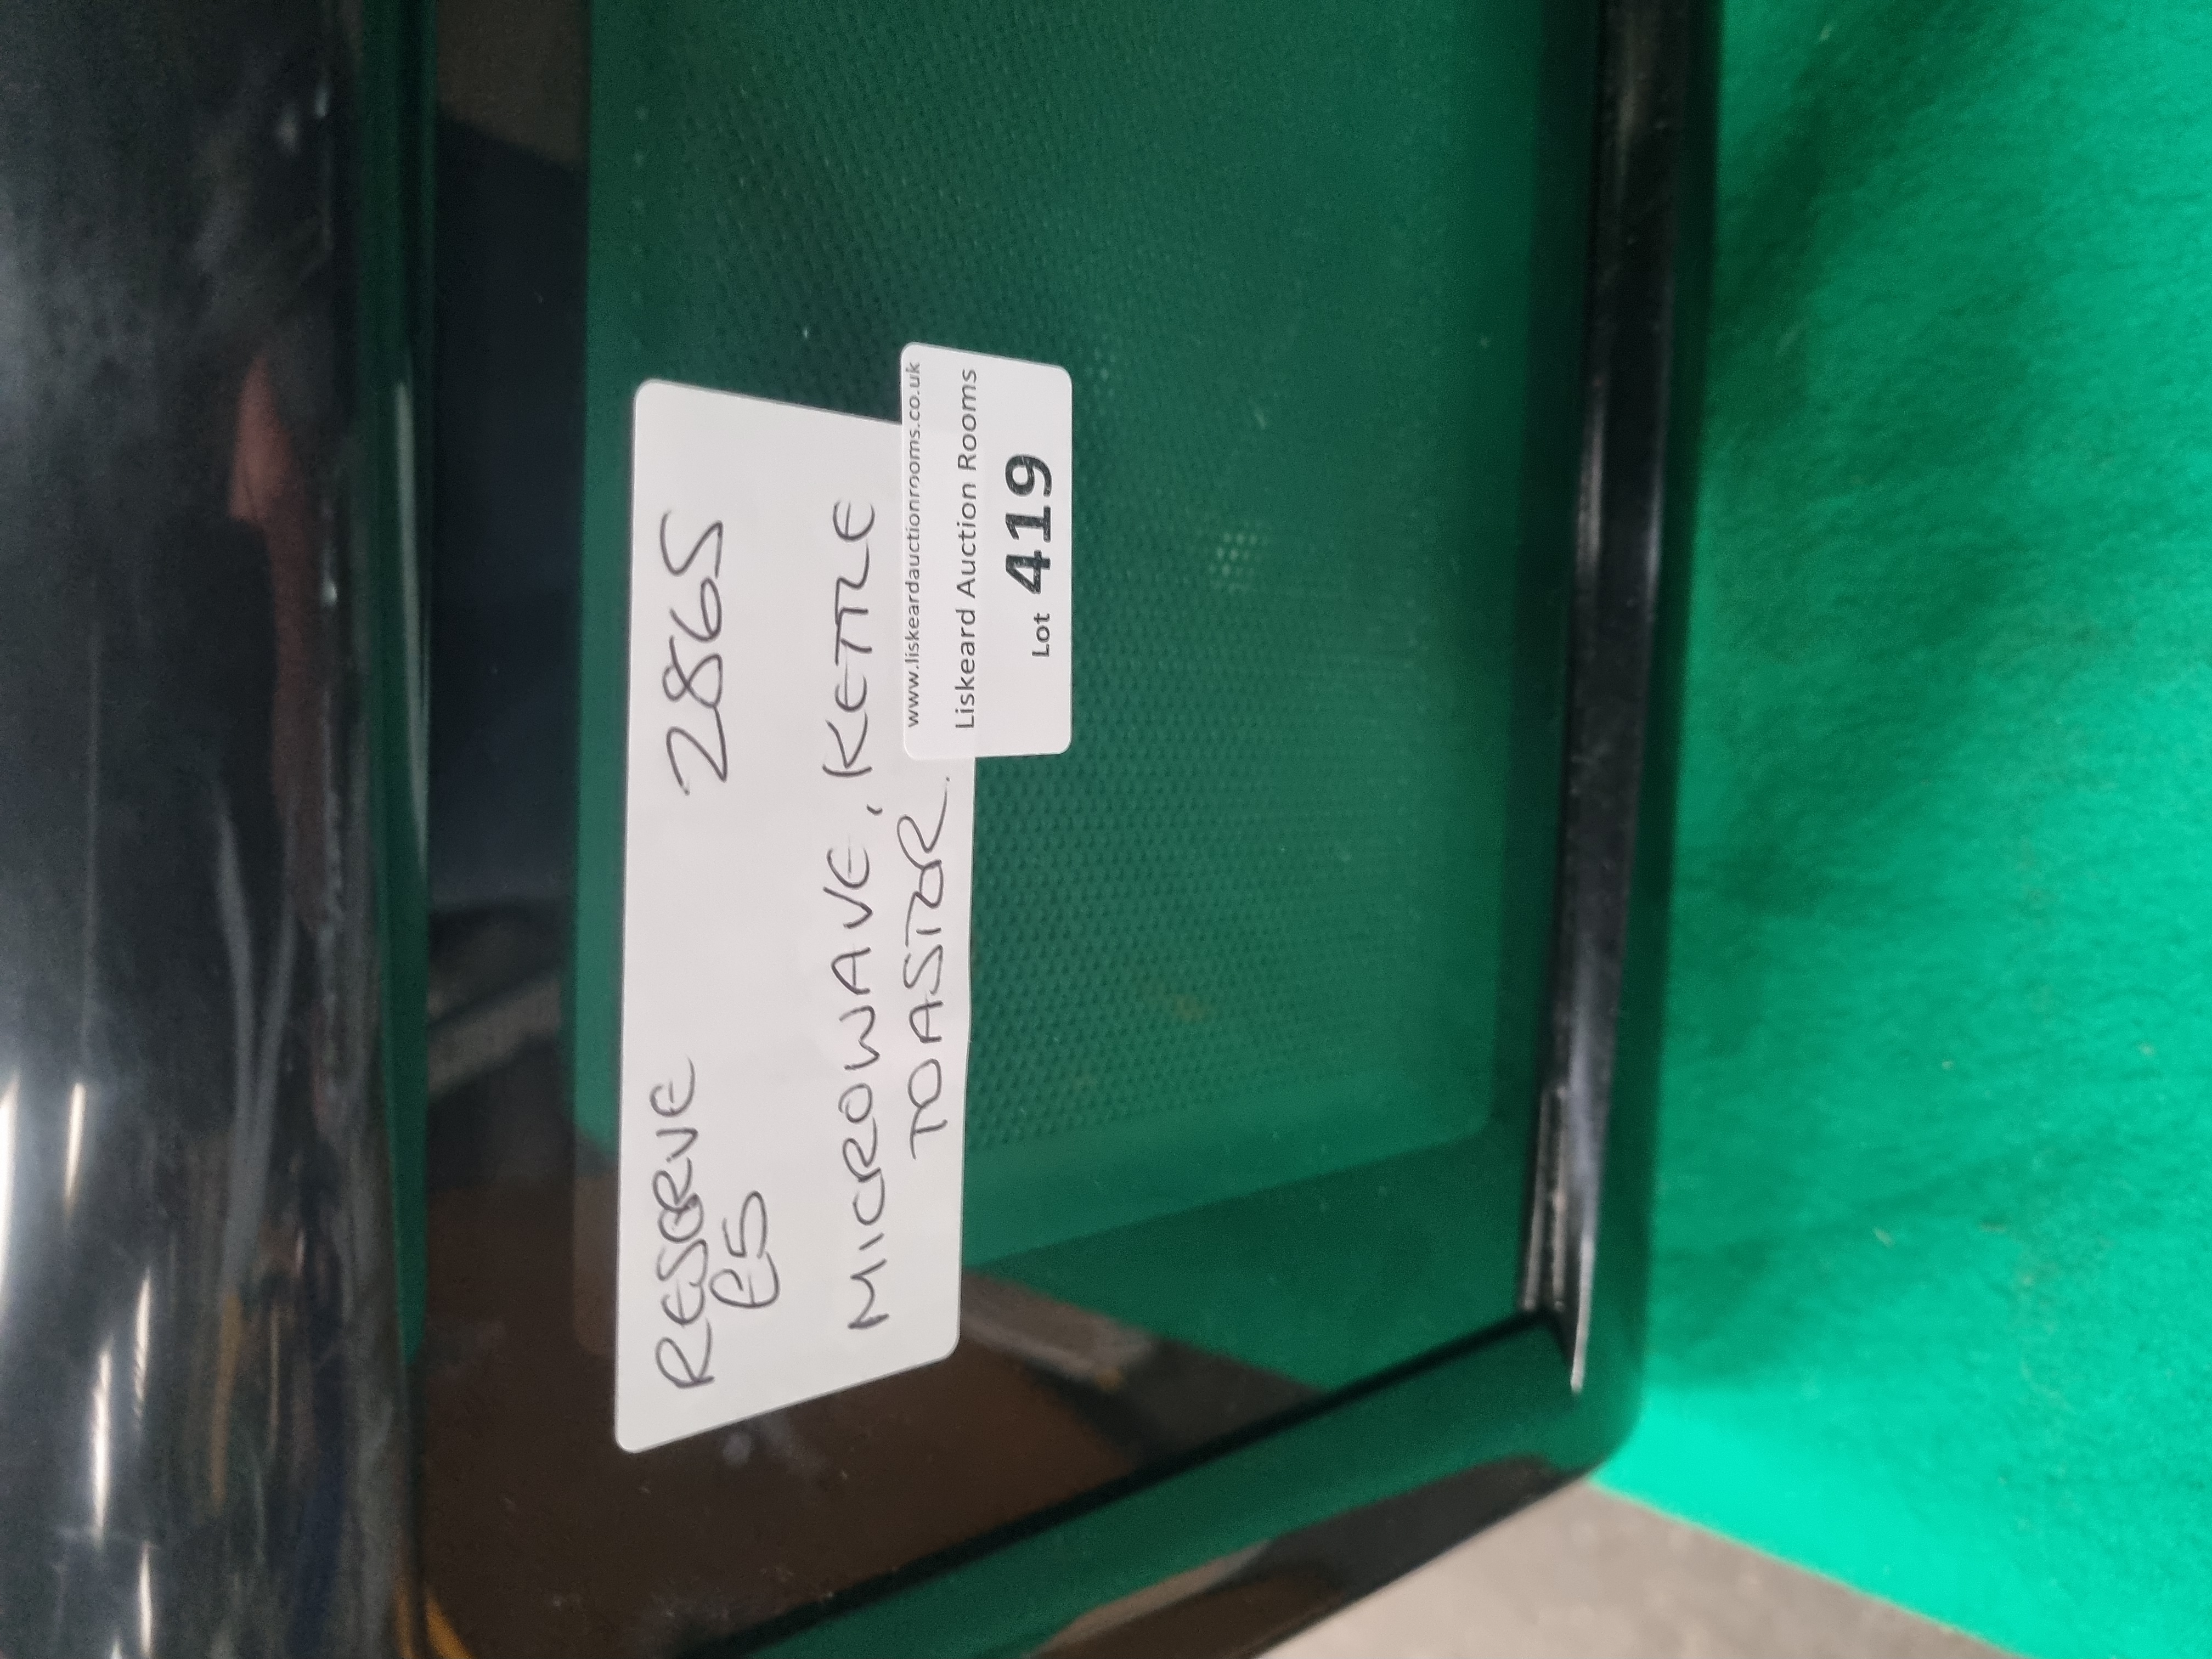 RESERVE 2865
£5
MICROWAVE, KETTLE
TOASTER.
www.liskeardauctionrooms.co.uk
Liskeard Auction Rooms
Lot 419